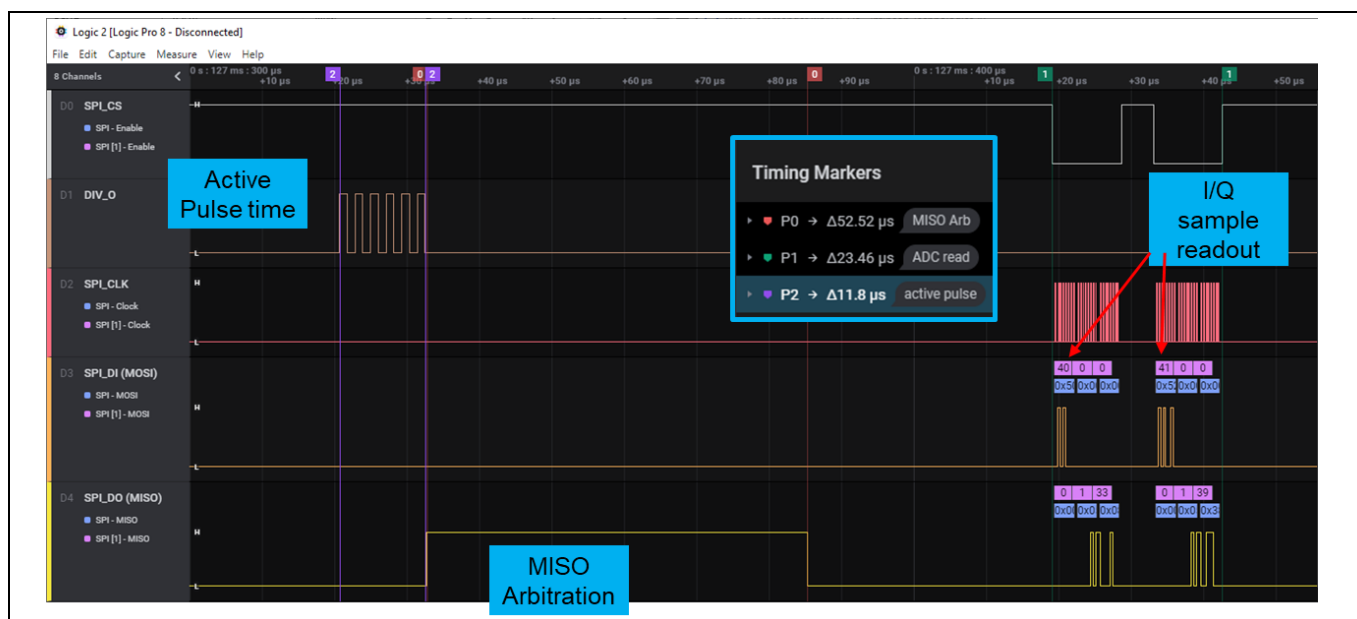 Logic 2 [Logic Pro 8 - Disconnected]
File Edit Capture Measure View Help
8 Channels
0 s : 127 ms : 300 µs
+10 µs
2
+20 µs
0 2
+40 µs +50 µs +60 µs +70 µs +80 µs
0
+90 µs
0 s : 127 ms : 400 µs
+10 µs
1
+20 µs +30 µs
1
+50 µs
D0 SPI_CS
H
SPI - Enable
SPI [1] - Enable
Active
Pulse time
D1 DIV_O
L
Timing Markers
P0 → Δ52.52 µs MISO Arb
P1 → Δ23.46 µs ADC read
P2 → Δ11.8 µs active pulse
I/Q
sample
readout
D2 SPI_CLK
H
SPI - Clock
SPI [1] - Clock
L
D3 SPI_DI (MOSI)
40 0 0 41 0 0
SPI - MOSI
SPI [1] - MOSI
H
L
D4 SPI_DO (MISO)
0 1 33 0 1 39
SPI - MISO
SPI [1] - MISO
H
MISO
Arbitration
L